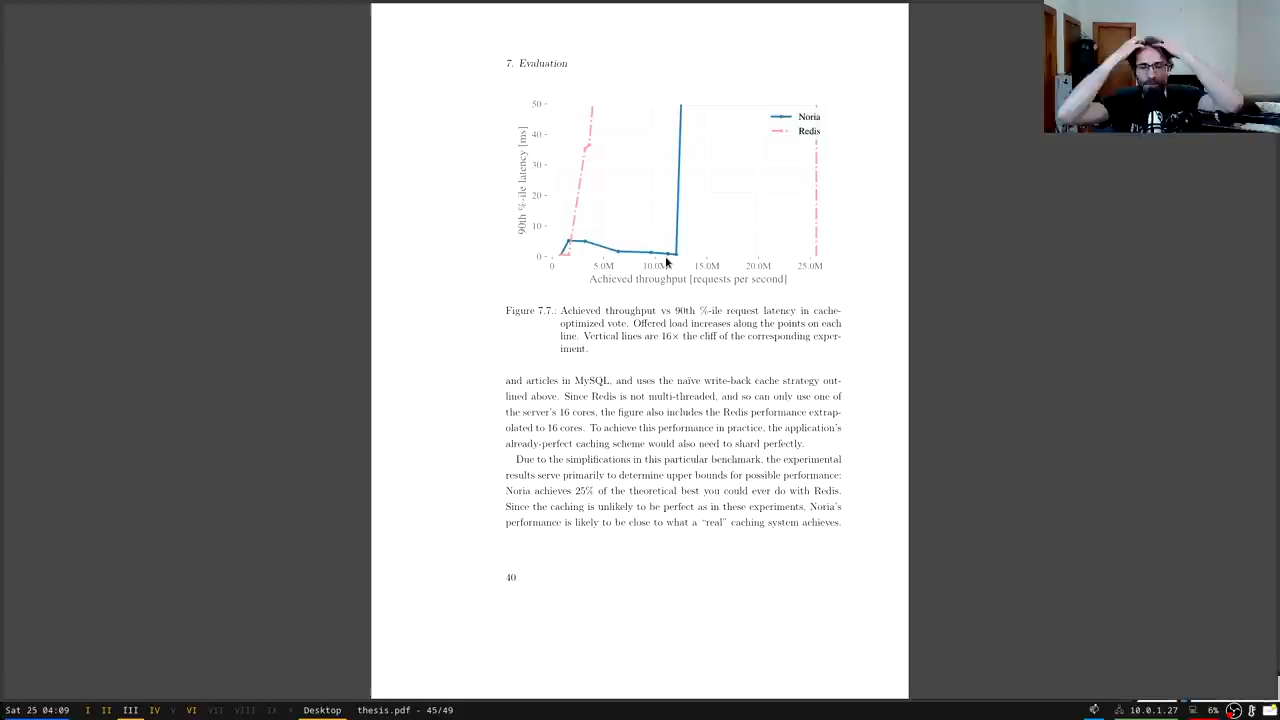 7. Evaluation
50
40
30
20
10
0
90th %-ile latency [ms]
Noria
Redis
0 5.0M 10.0M 15.0M 20.0M 25.0M
Achieved throughput [requests per second]
Figure 7.7.: Achieved throughput vs 90th %-ile request latency in cache-
optimized vote. Offered load increases along the points on each
line. Vertical lines are 16× the cliff of the corresponding exper-
iment.
and articles in MySQL, and uses the naïve write-back cache strategy out-
lined above. Since Redis is not multi-threaded, and so can only use one of
the server's 16 cores, the figure also includes the Redis performance extrap-
olated to 16 cores. To achieve this performance in practice, the application's
already-perfect caching scheme would also need to shard perfectly.
Due to the simplifications in this particular benchmark, the experimental
results serve primarily to determine upper bounds for possible performance:
Noria achieves 25% of the theoretical best you could ever do with Redis.
Since the caching is unlikely to be perfect as in these experiments, Noria's
performance is likely to be close to what a “real” caching system achieves.
40
Sat 25 04:09 I II III IV V VI VII VIII IX X Desktop thesis.pdf - 45/49 10.0.1.27 6%